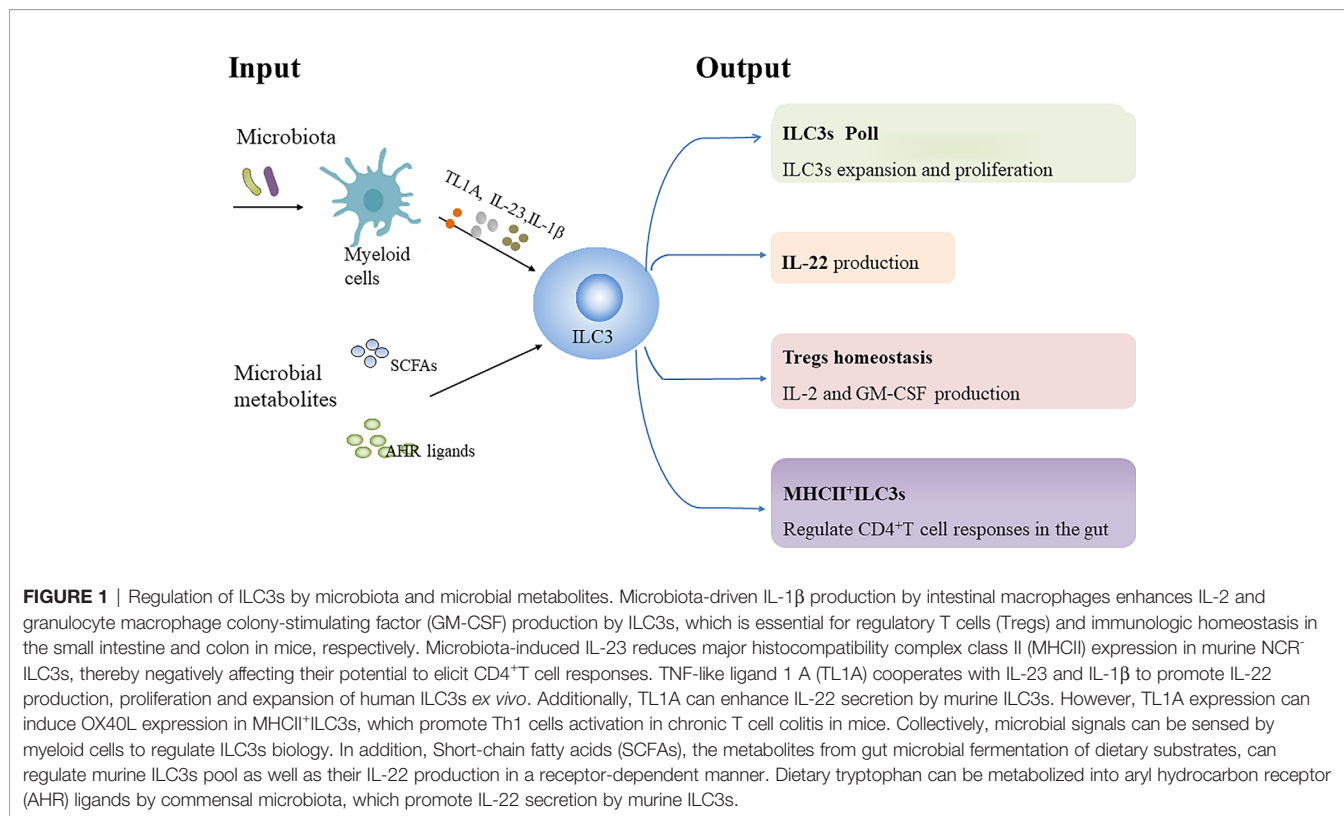 Input
Output
Microbiota
TL1A, IL-23,IL-1β
Myeloid
cells
ILC3
Microbial
metabolites
SCFAs
AHR ligands
ILC3s Poll
ILC3s expansion and proliferation
IL-22 production
Tregs homeostasis
IL-2 and GM-CSF production
MHCII⁺ILC3s
Regulate CD4⁺T cell responses in the gut
FIGURE 1 | Regulation of ILC3s by microbiota and microbial metabolites. Microbiota-driven IL-1β production by intestinal macrophages enhances IL-2 and
granulocyte macrophage colony-stimulating factor (GM-CSF) production by ILC3s, which is essential for regulatory T cells (Tregs) and immunologic homeostasis in
the small intestine and colon in mice, respectively. Microbiota-induced IL-23 reduces major histocompatibility complex class II (MHCII) expression in murine NCR⁻
ILC3s, thereby negatively affecting their potential to elicit CD4⁺T cell responses. TNF-like ligand 1 A (TL1A) cooperates with IL-23 and IL-1β to promote IL-22
production, proliferation and expansion of human ILC3s ex vivo. Additionally, TL1A can enhance IL-22 secretion by murine ILC3s. However, TL1A expression can
induce OX40L expression in MHCII⁺ILC3s, which promote Th1 cells activation in chronic T cell colitis in mice. Collectively, microbial signals can be sensed by
myeloid cells to regulate ILC3s biology. In addition, Short-chain fatty acids (SCFAs), the metabolites from gut microbial fermentation of dietary substrates, can
regulate murine ILC3s pool as well as their IL-22 production in a receptor-dependent manner. Dietary tryptophan can be metabolized into aryl hydrocarbon receptor
(AHR) ligands by commensal microbiota, which promote IL-22 secretion by murine ILC3s.